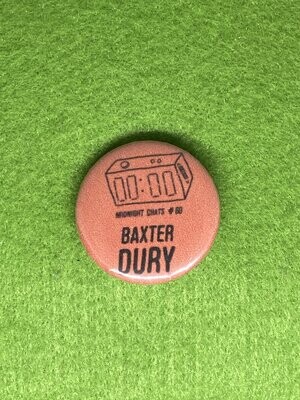 00:00
MIDNIGHT CHATS #60
BAXTER
DURY